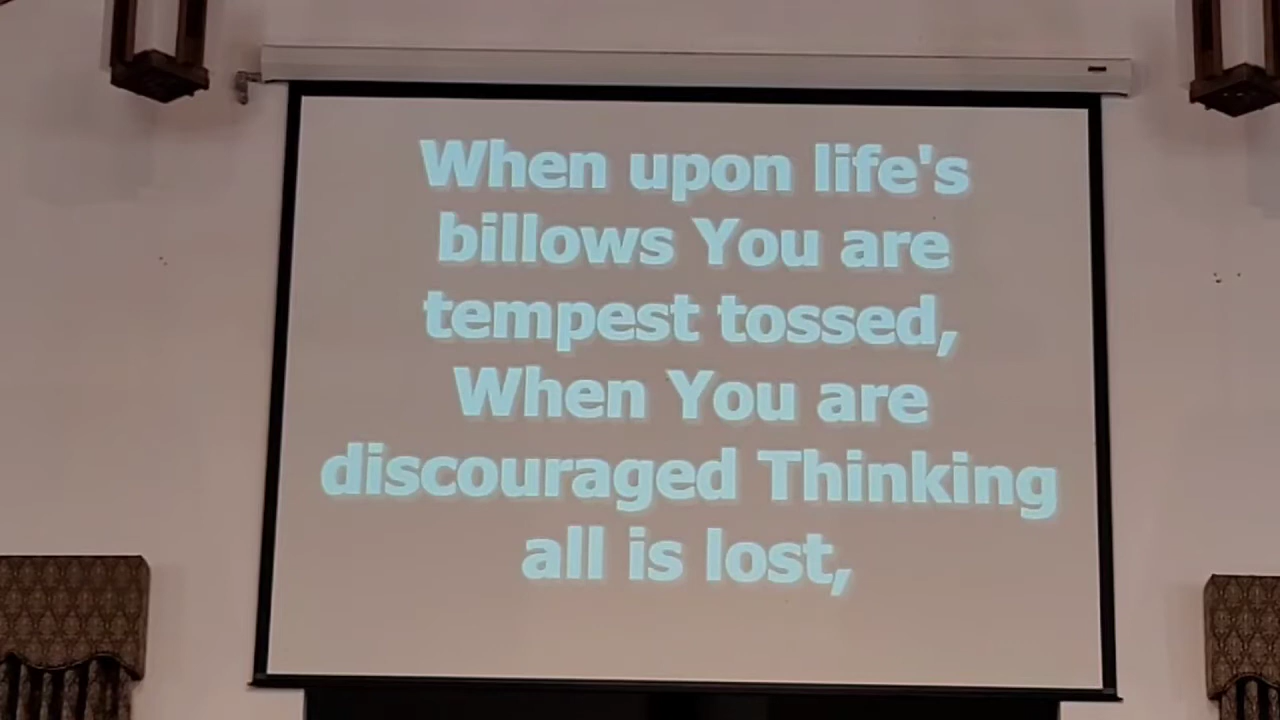 When upon life's
billows You are
tempest tossed,
When You are
discouraged Thinking
all is lost,